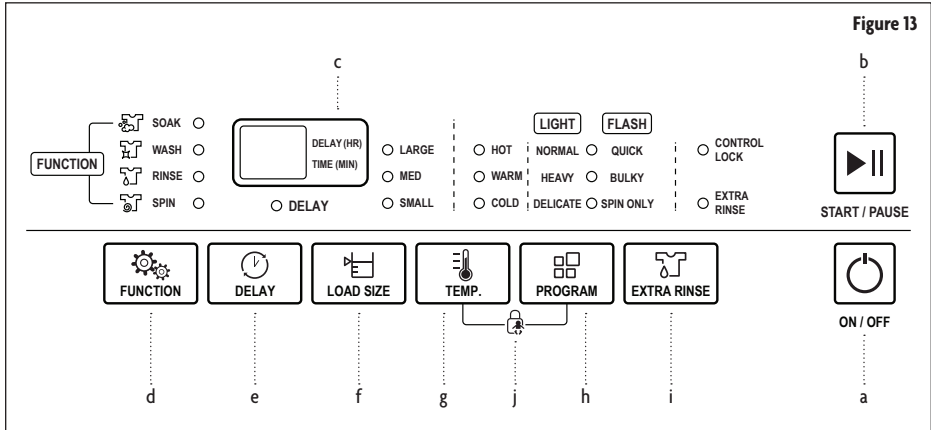 Figure 13
c
b
SOAK
WASH
RINSE
SPIN
FUNCTION
DELAY (HR)
TIME (MIN)
DELAY
LARGE
MED
SMALL
HOT
WARM
COLD
LIGHT FLASH
NORMAL QUICK
HEAVY BULKY
DELICATE SPIN ONLY
CONTROL
LOCK
EXTRA
RINSE
START / PAUSE
FUNCTION DELAY LOAD SIZE TEMP. PROGRAM EXTRA RINSE
ON / OFF
d e f g j h i a